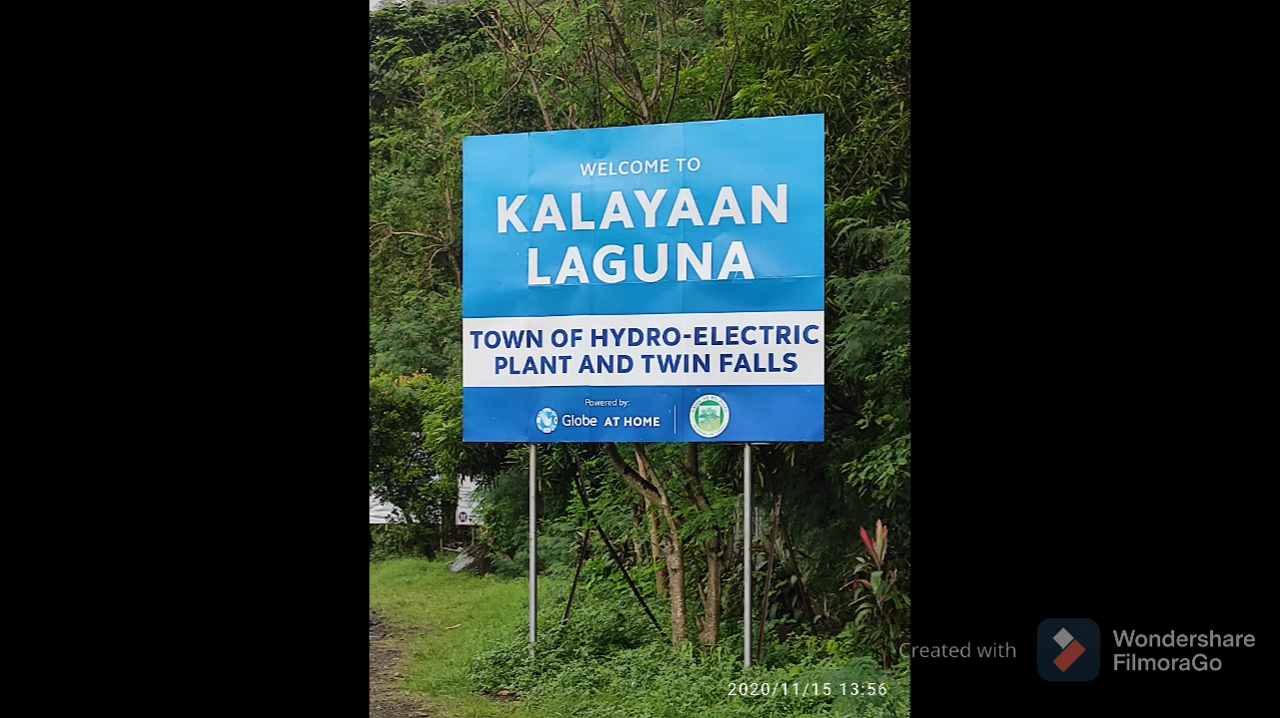 WELCOME TO
KALAYAAN
LAGUNA
TOWN OF HYDRO-ELECTRIC
PLANT AND TWIN FALLS
Powered by:
Globe AT HOME
Created with
Wondershare
FilmoraGo
2020/11/15 13:56